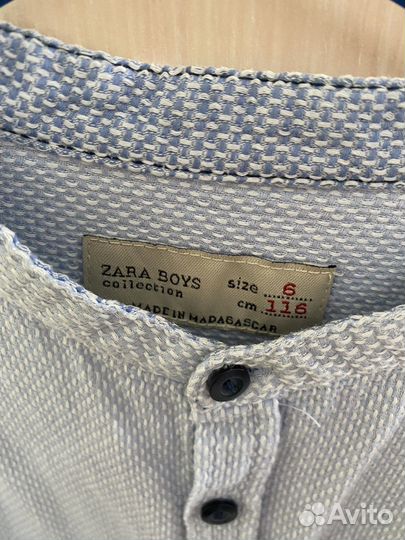 ZARA BOYS
collection
size 6
cm 116
MADE IN MADAGASCAR
Avito